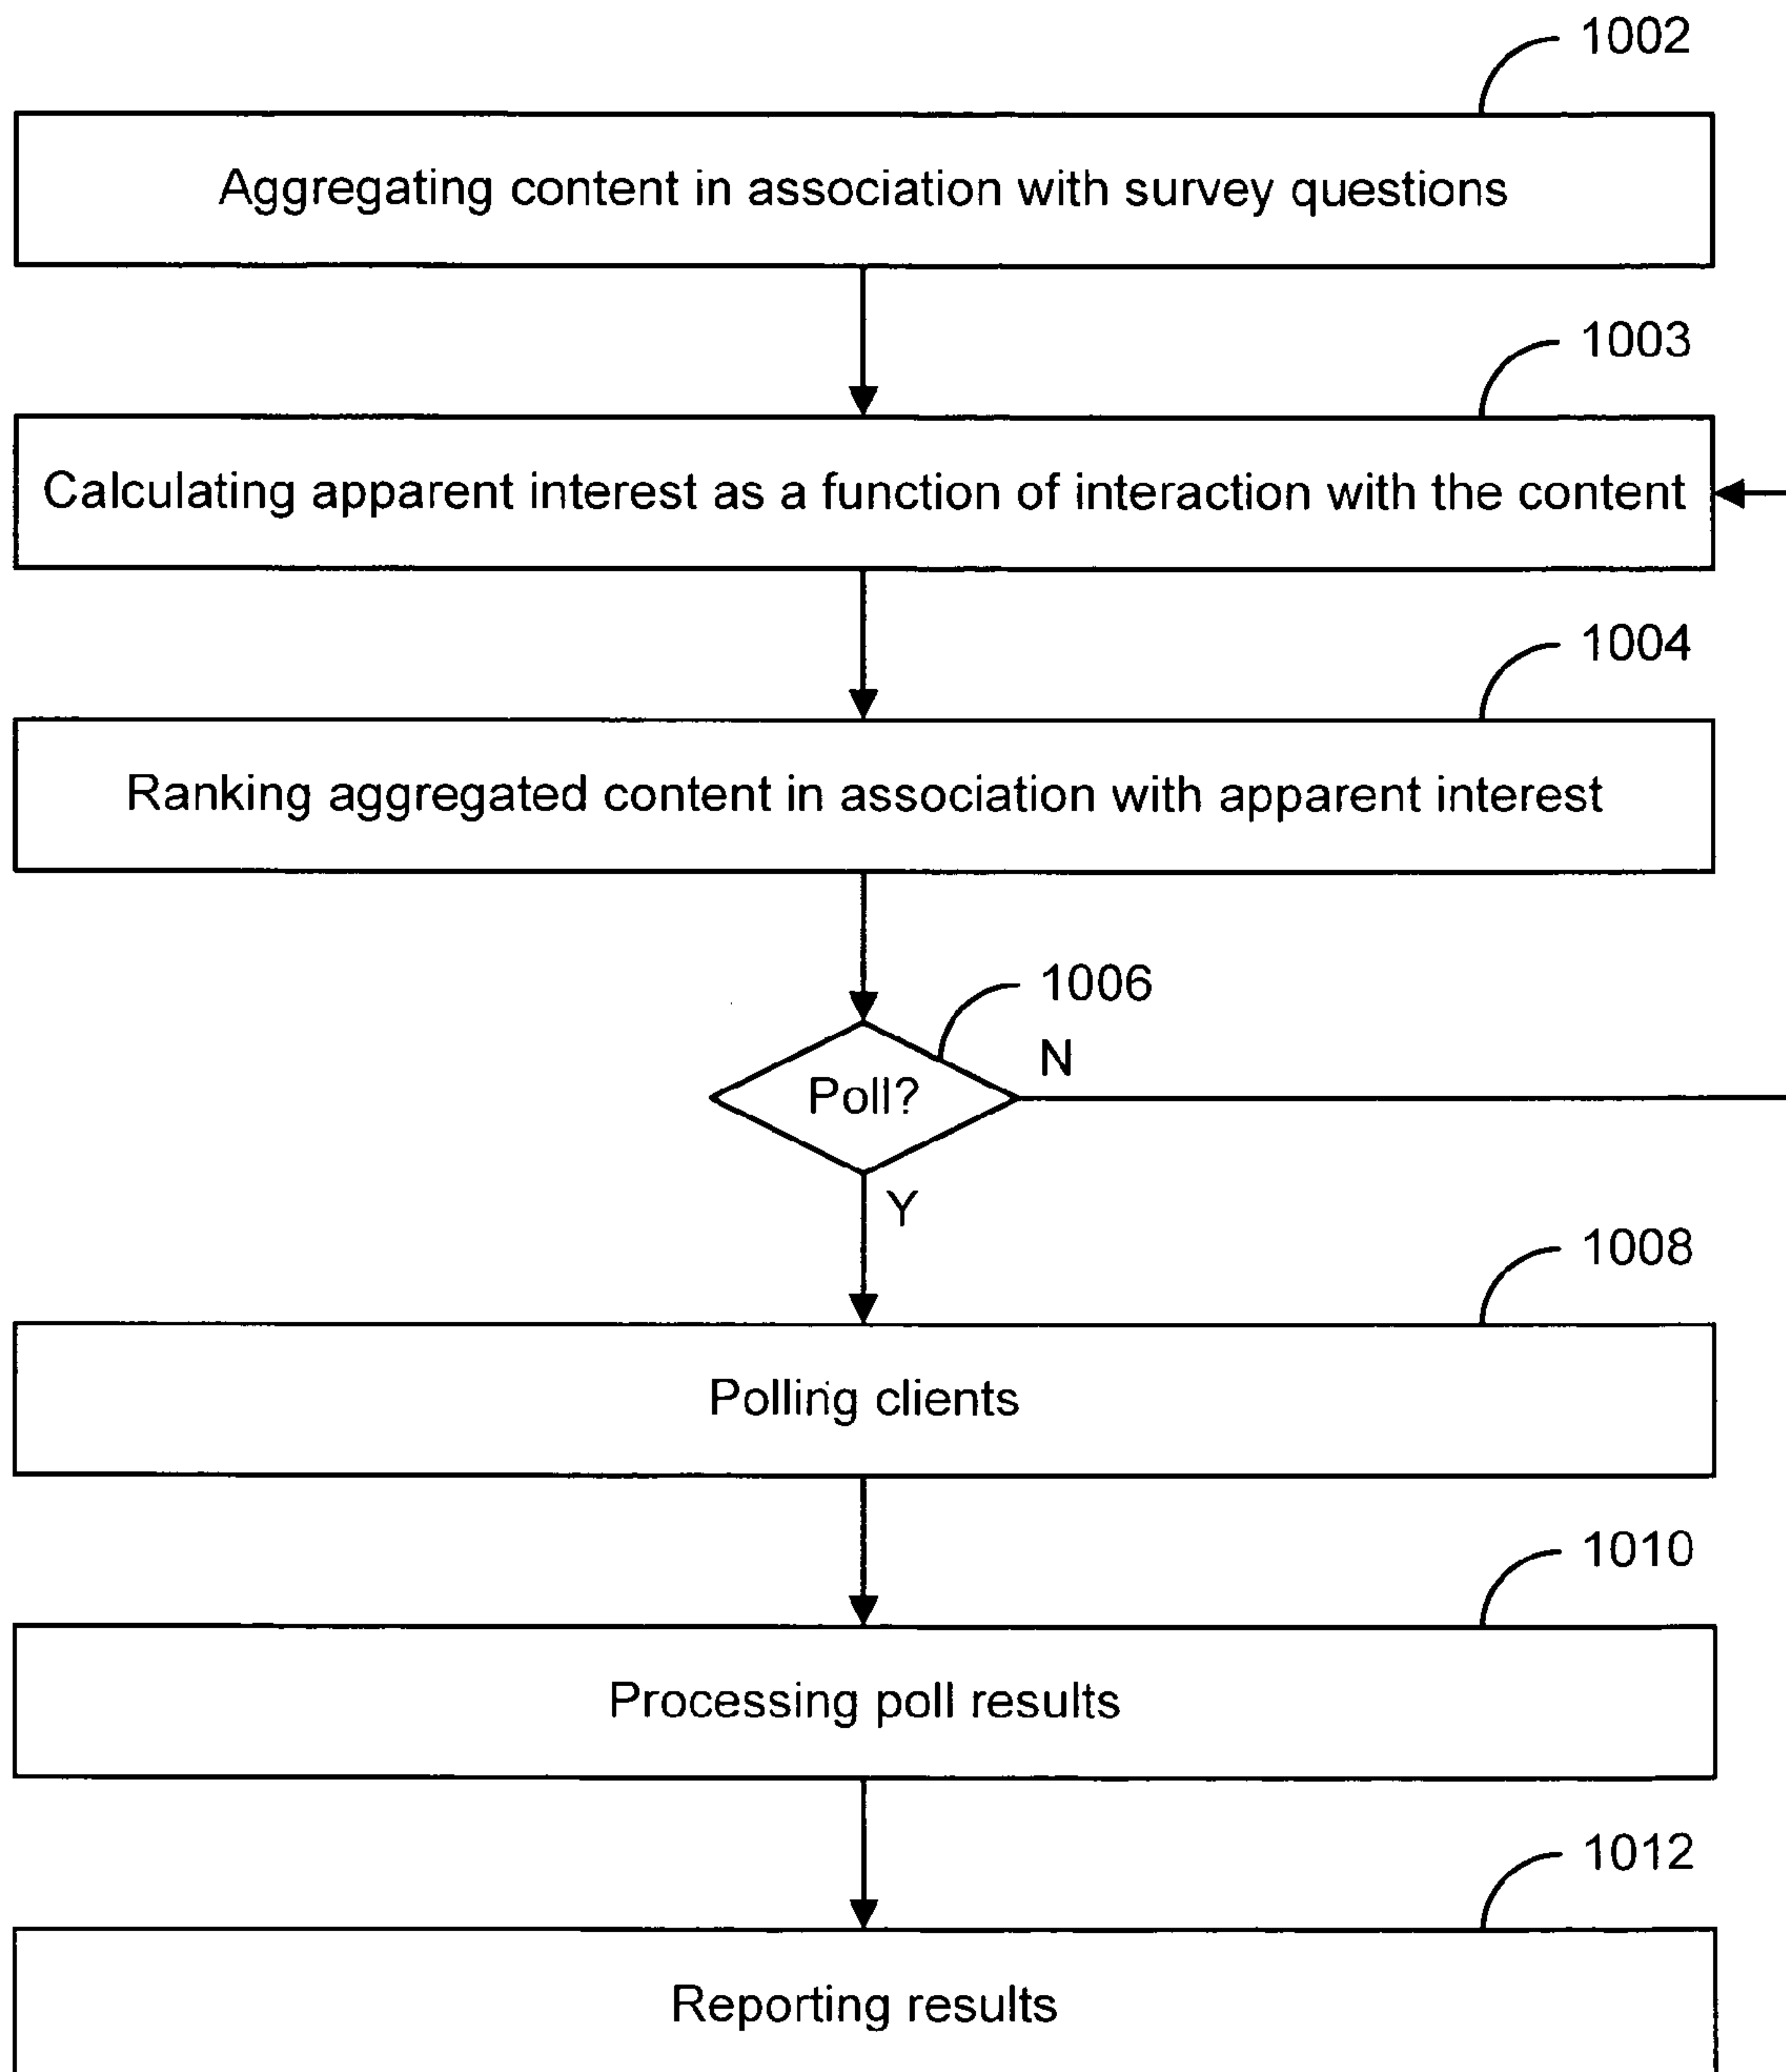 1002
Aggregating content in association with survey questions
1003
Calculating apparent interest as a function of interaction with the content
1004
Ranking aggregated content in association with apparent interest
1006
N
Poll?
Y
1008
Polling clients
1010
Processing poll results
1012
Reporting results